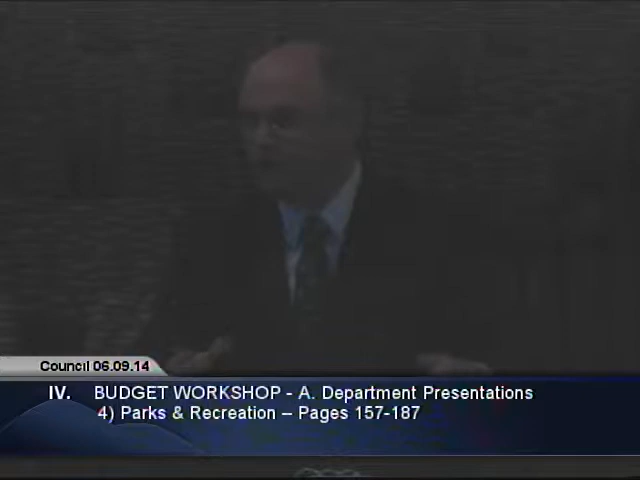 Council 06.09.14
IV. BUDGET WORKSHOP - A. Department Presentations
4) Parks & Recreation – Pages 157-187